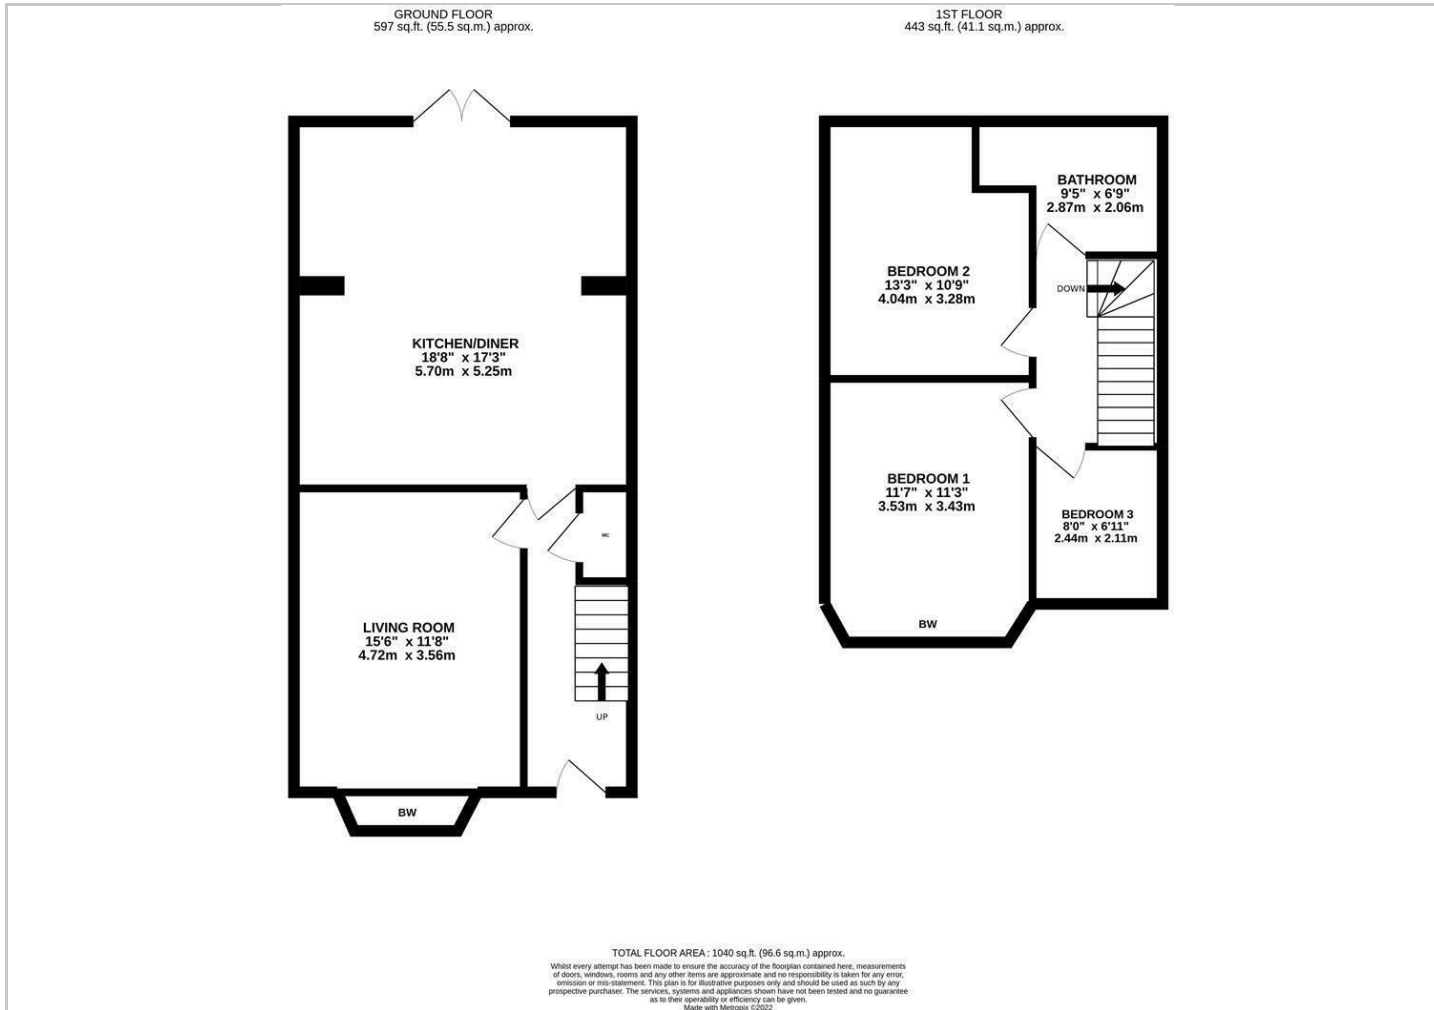 GROUND FLOOR
597 sq.ft. (55.5 sq.m.) approx.
1ST FLOOR
443 sq.ft. (41.1 sq.m.) approx.
KITCHEN/DINER
18'8" x 17'3"
5.70m x 5.25m
WC
LIVING ROOM
15'6" x 11'8"
4.72m x 3.56m
UP
BW
BATHROOM
9'5" x 6'9"
2.87m x 2.06m
BEDROOM 2
13'3" x 10'9"
4.04m x 3.28m
DOWN
BEDROOM 1
11'7" x 11'3"
3.53m x 3.43m
BEDROOM 3
8'0" x 6'11"
2.44m x 2.11m
BW
TOTAL FLOOR AREA : 1040 sq.ft. (96.6 sq.m.) approx.
Whilst every attempt has been made to ensure the accuracy of the floorplan contained here, measurements
of doors, windows, rooms and any other items are approximate and no responsibility is taken for any error,
omission or mis-statement. This plan is for illustrative purposes only and should be used as such by any
prospective purchaser. The services, systems and appliances shown have not been tested and no guarantee
as to their operability or efficiency can be given.
Made with Metropix ©2022